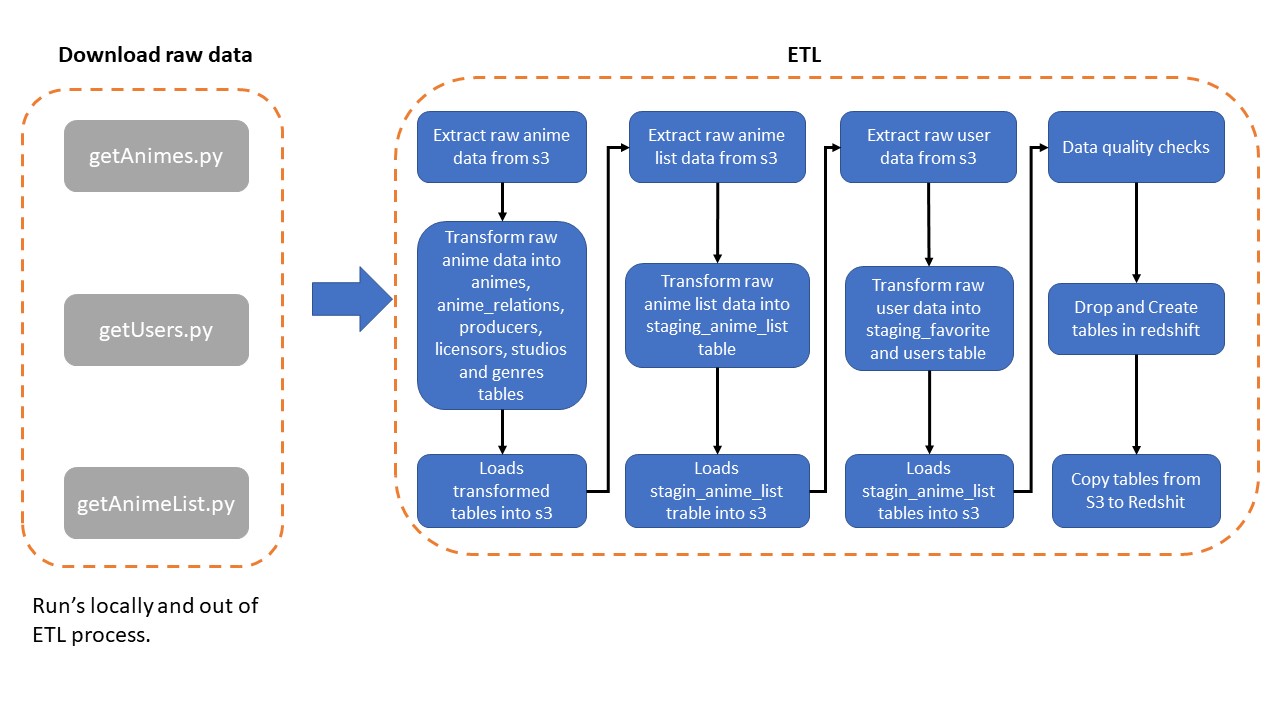 Download raw data
getAnimes.py
getUsers.py
getAnimeList.py
Run’s locally and out of
ETL process.
ETL
Extract raw anime
data from s3
Transform raw
anime data into
animes,
anime_relations,
producers,
licensors, studios
and genres
tables
Loads
transformed
tables into s3
Extract raw anime
list data from s3
Transform raw
anime list data into
staging_anime_list
table
Loads
stagin_anime_list
trable into s3
Extract raw user
data from s3
Transform raw
user data into
staging_favorite
and users table
Loads
stagin_anime_list
tables into s3
Data quality checks
Drop and Create
tables in redshift
Copy tables from
S3 to Redshit